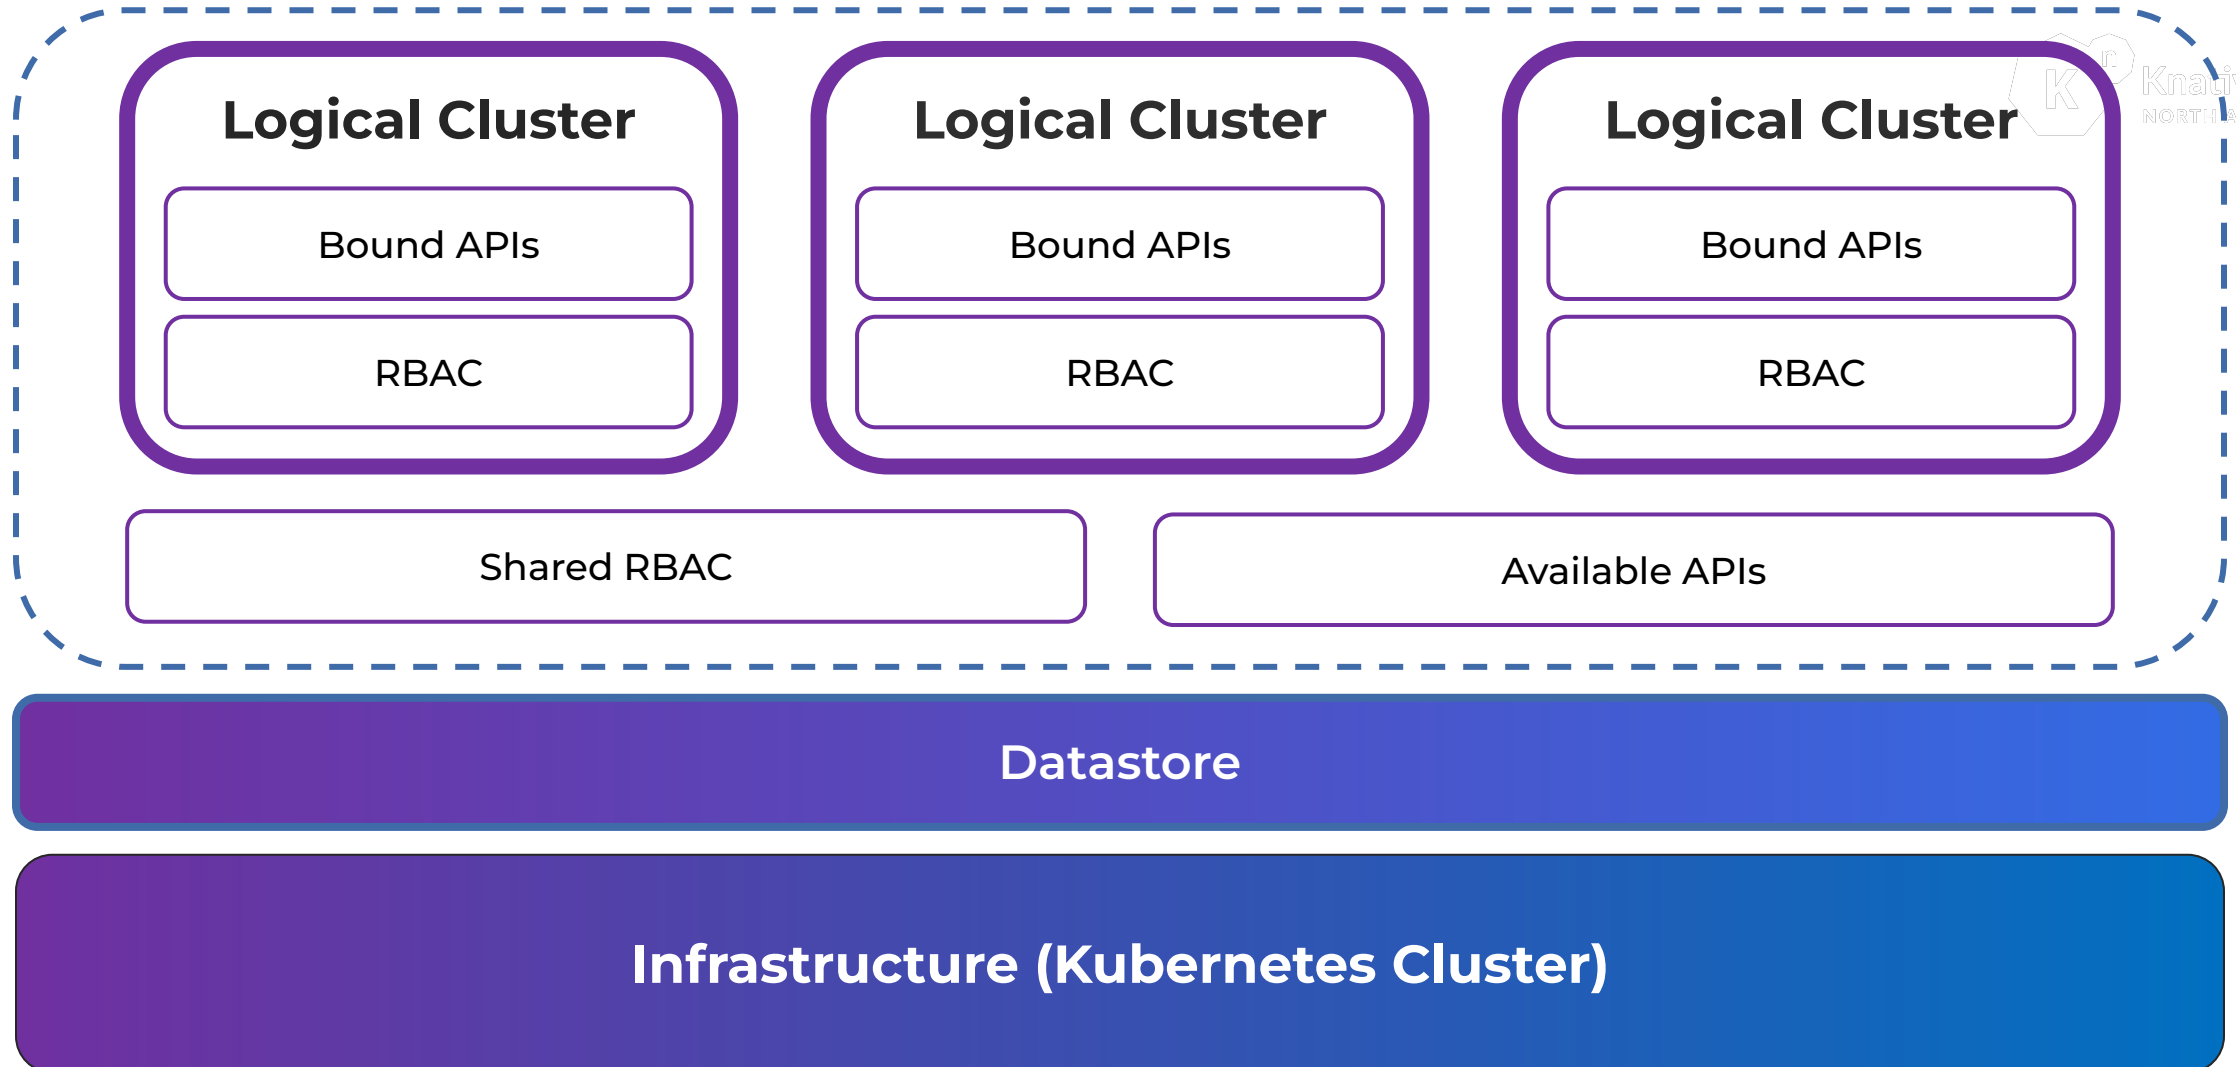 Logical Cluster
Logical Cluster
Logical Cluster
Bound APIs
Bound APIs
Bound APIs
RBAC
RBAC
RBAC
Shared RBAC
Available APIs
Datastore
Infrastructure (Kubernetes Cluster)
K
n
NORTH